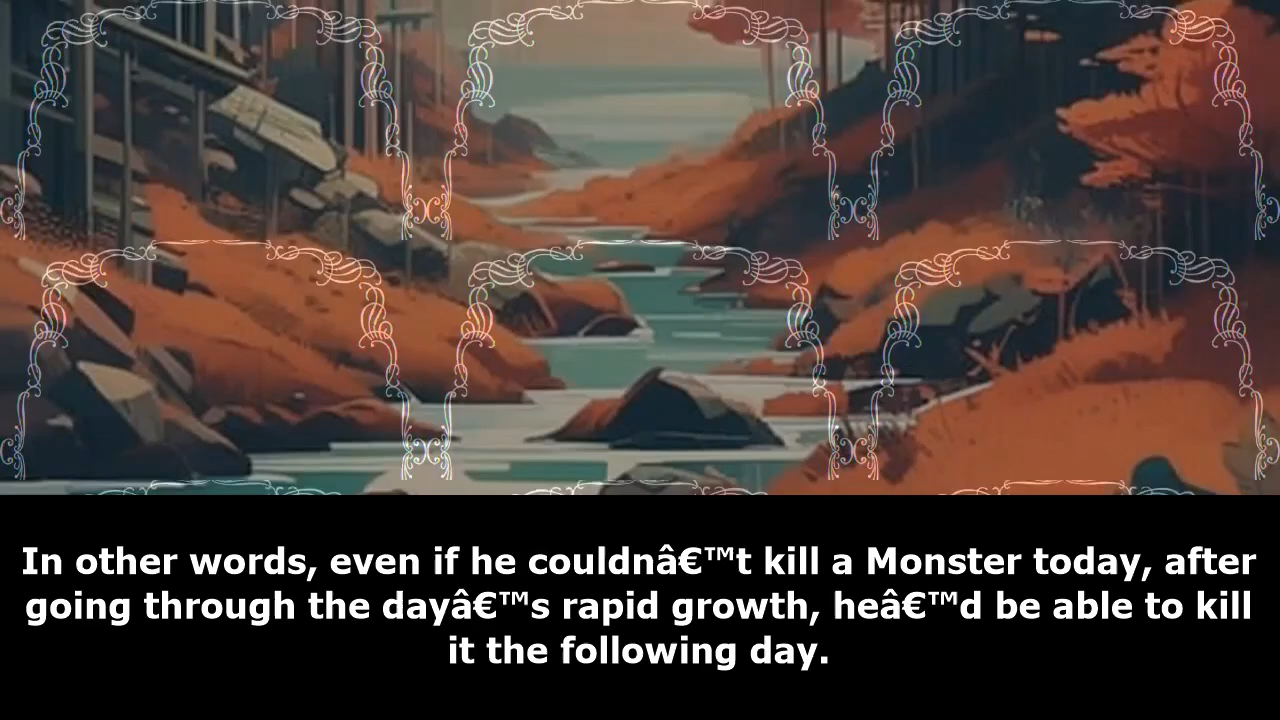 In other words, even if he couldnâ€™t kill a Monster today, after
going through the dayâ€™s rapid growth, heâ€™d be able to kill
it the following day.